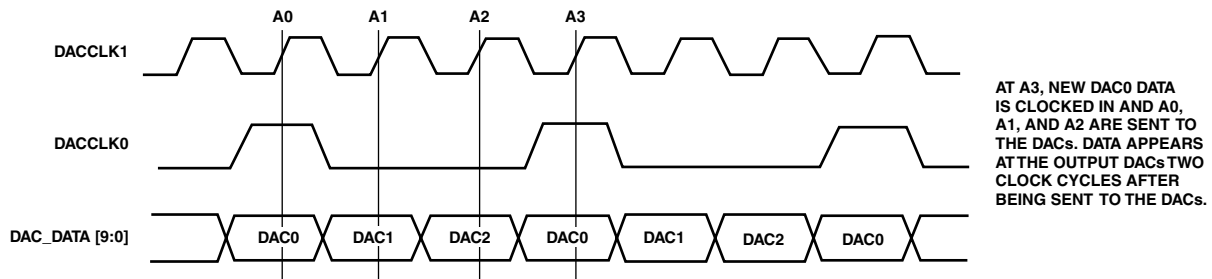 A0 A1 A2 A3
DACCLK1
DACCLK0
DAC_DATA [9:0]
DAC0 DAC1 DAC2 DAC0 DAC1 DAC2 DAC0
AT A3, NEW DAC0 DATA
IS CLOCKED IN AND A0,
A1, AND A2 ARE SENT TO
THE DACs. DATA APPEARS
AT THE OUTPUT DACs TWO
CLOCK CYCLES AFTER
BEING SENT TO THE DACs.